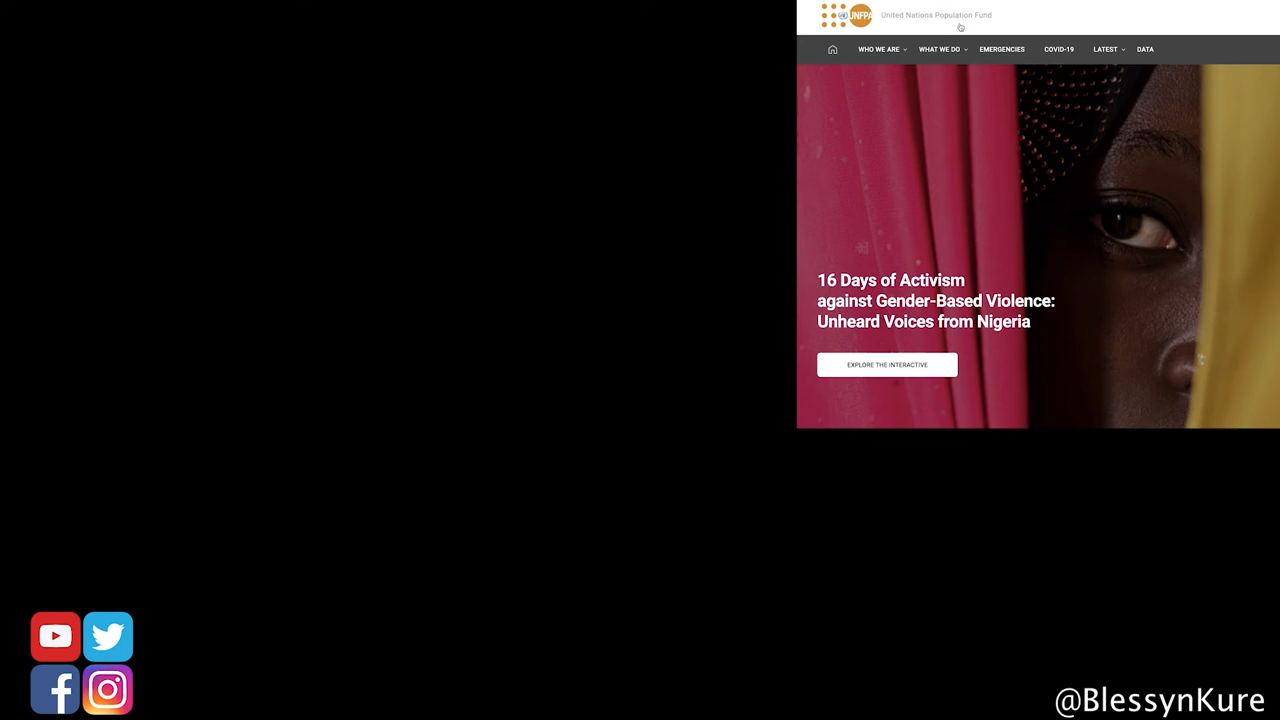 UNFPA
United Nations Population Fund
WHO WE ARE
WHAT WE DO
EMERGENCIES
COVID-19
LATEST
DATA
16 Days of Activism
against Gender-Based Violence:
Unheard Voices from Nigeria
EXPLORE THE INTERACTIVE
@BlessynKure